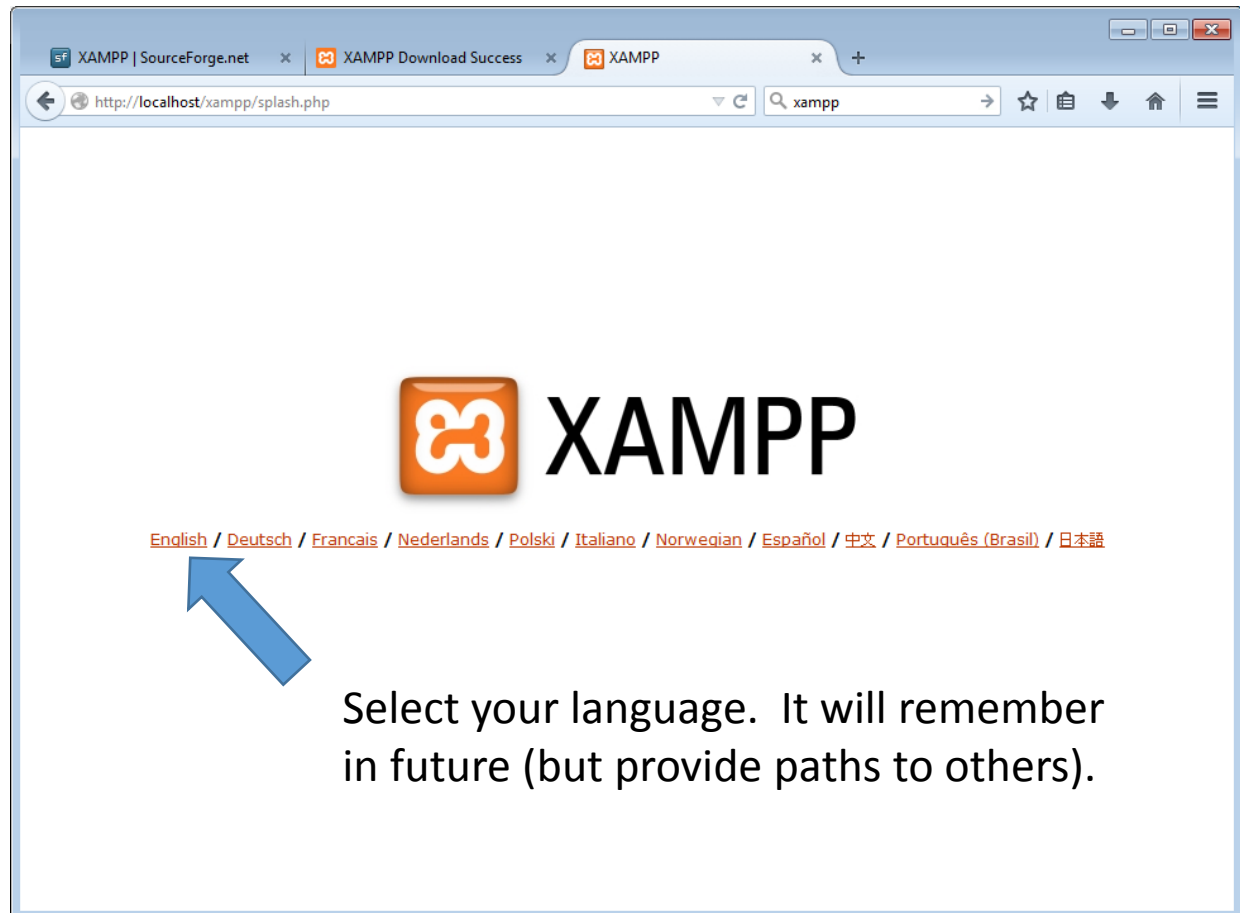 XAMPP | SourceForge.net
XAMPP Download Success
XAMPP
http://localhost/xampp/splash.php
xampp
XAMPP
English / Deutsch / Francais / Nederlands / Polski / Italiano / Norwegian / Español / 中文 / Português (Brasil) / 日本語
Select your language.  It will remember
in future (but provide paths to others).